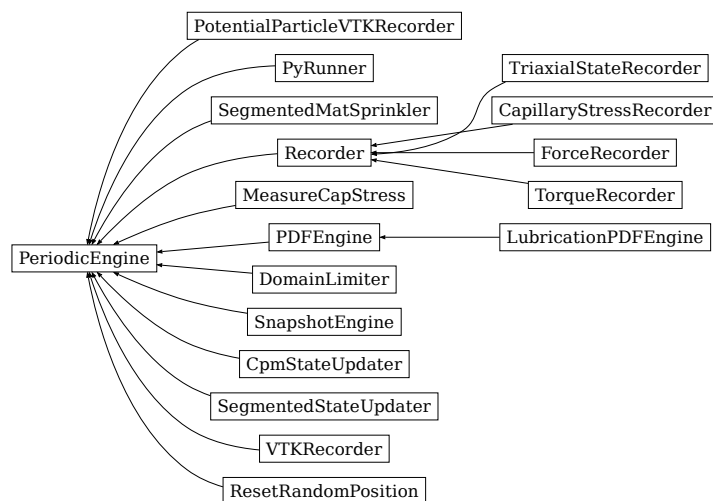 PotentialParticleVTKRecorder
PyRunner
TriaxialStateRecorder
SegmentedMatSprinkler
CapillaryStressRecorder
Recorder
ForceRecorder
MeasureCapStress
TorqueRecorder
PDFEngine
LubricationPDFEngine
PeriodicEngine
DomainLimiter
SnapshotEngine
CpmStateUpdater
SegmentedStateUpdater
VTKRecorder
ResetRandomPosition